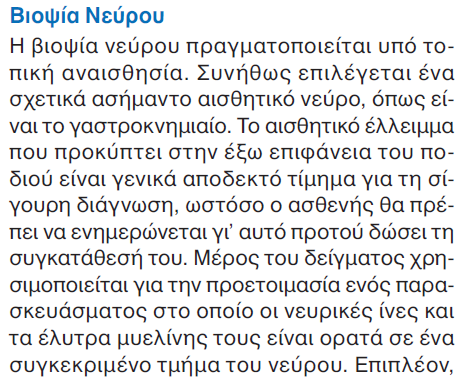 Βιοψία Νεύρου
Η βιοψία νεύρου πραγματοποιείται υπό το-
πική αναισθησία. Συνήθως επιλέγεται ένα
σχετικά ασήμαντο αισθητικό νεύρο, όπως εί-
ναι το γαστροκνημιαίο. Το αισθητικό έλλειμμα
που προκύπτει στην έξω επιφάνεια του πο-
διού είναι γενικά αποδεκτό τίμημα για τη σί-
γουρη διάγνωση, ωστόσο ο ασθενής θα πρέ-
πει να ενημερώνεται γι’ αυτό προτού δώσει τη
συγκατάθεσή του. Μέρος του δείγματος χρη-
σιμοποιείται για την προετοιμασία ενός παρα-
σκευάσματος στο οποίο οι νευρικές ίνες και
τα έλυτρα μυελίνης τους είναι ορατά σε ένα
συγκεκριμένο τμήμα του νεύρου. Επιπλέον,